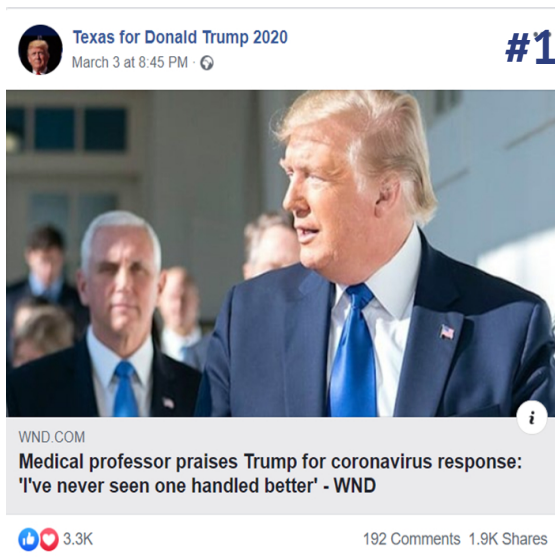 Texas for Donald Trump 2020
March 3 at 8:45 PM ·
#1
WND.COM
Medical professor praises Trump for coronavirus response:
'I've never seen one handled better' - WND
3.3K
192 Comments 1.9K Shares